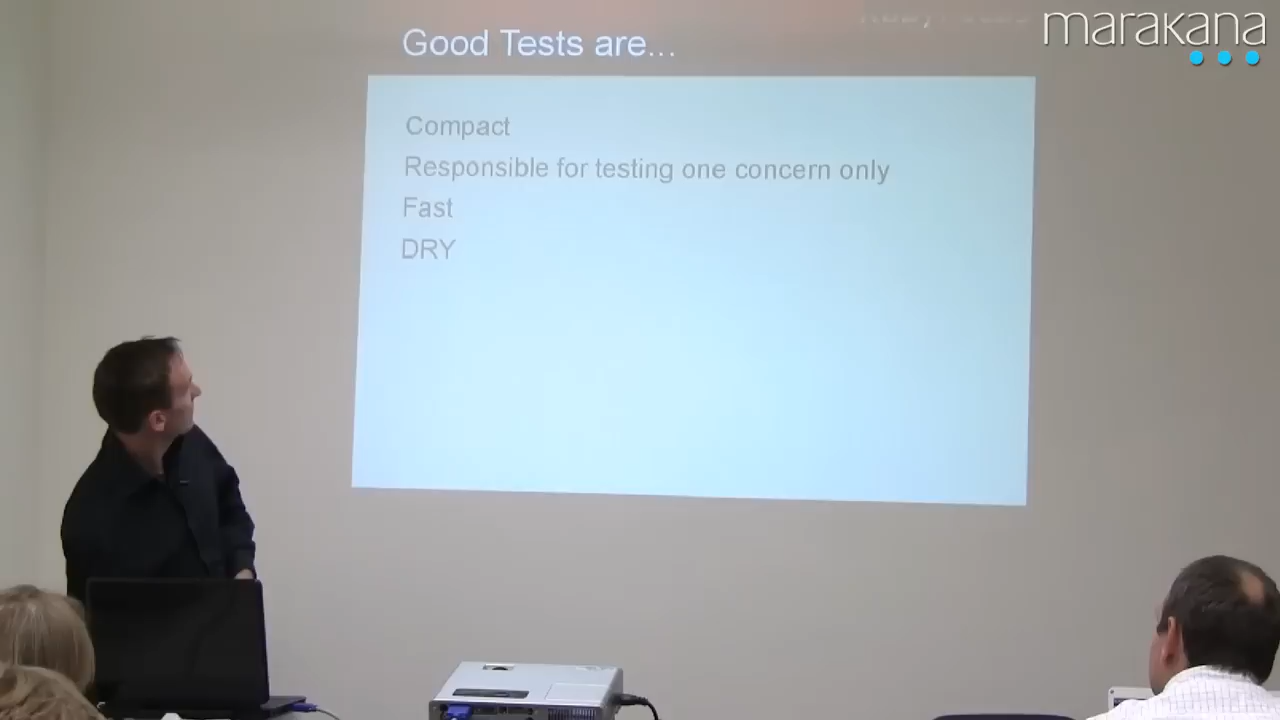 marakana
Good Tests are...
Compact
Responsible for testing one concern only
Fast
DRY